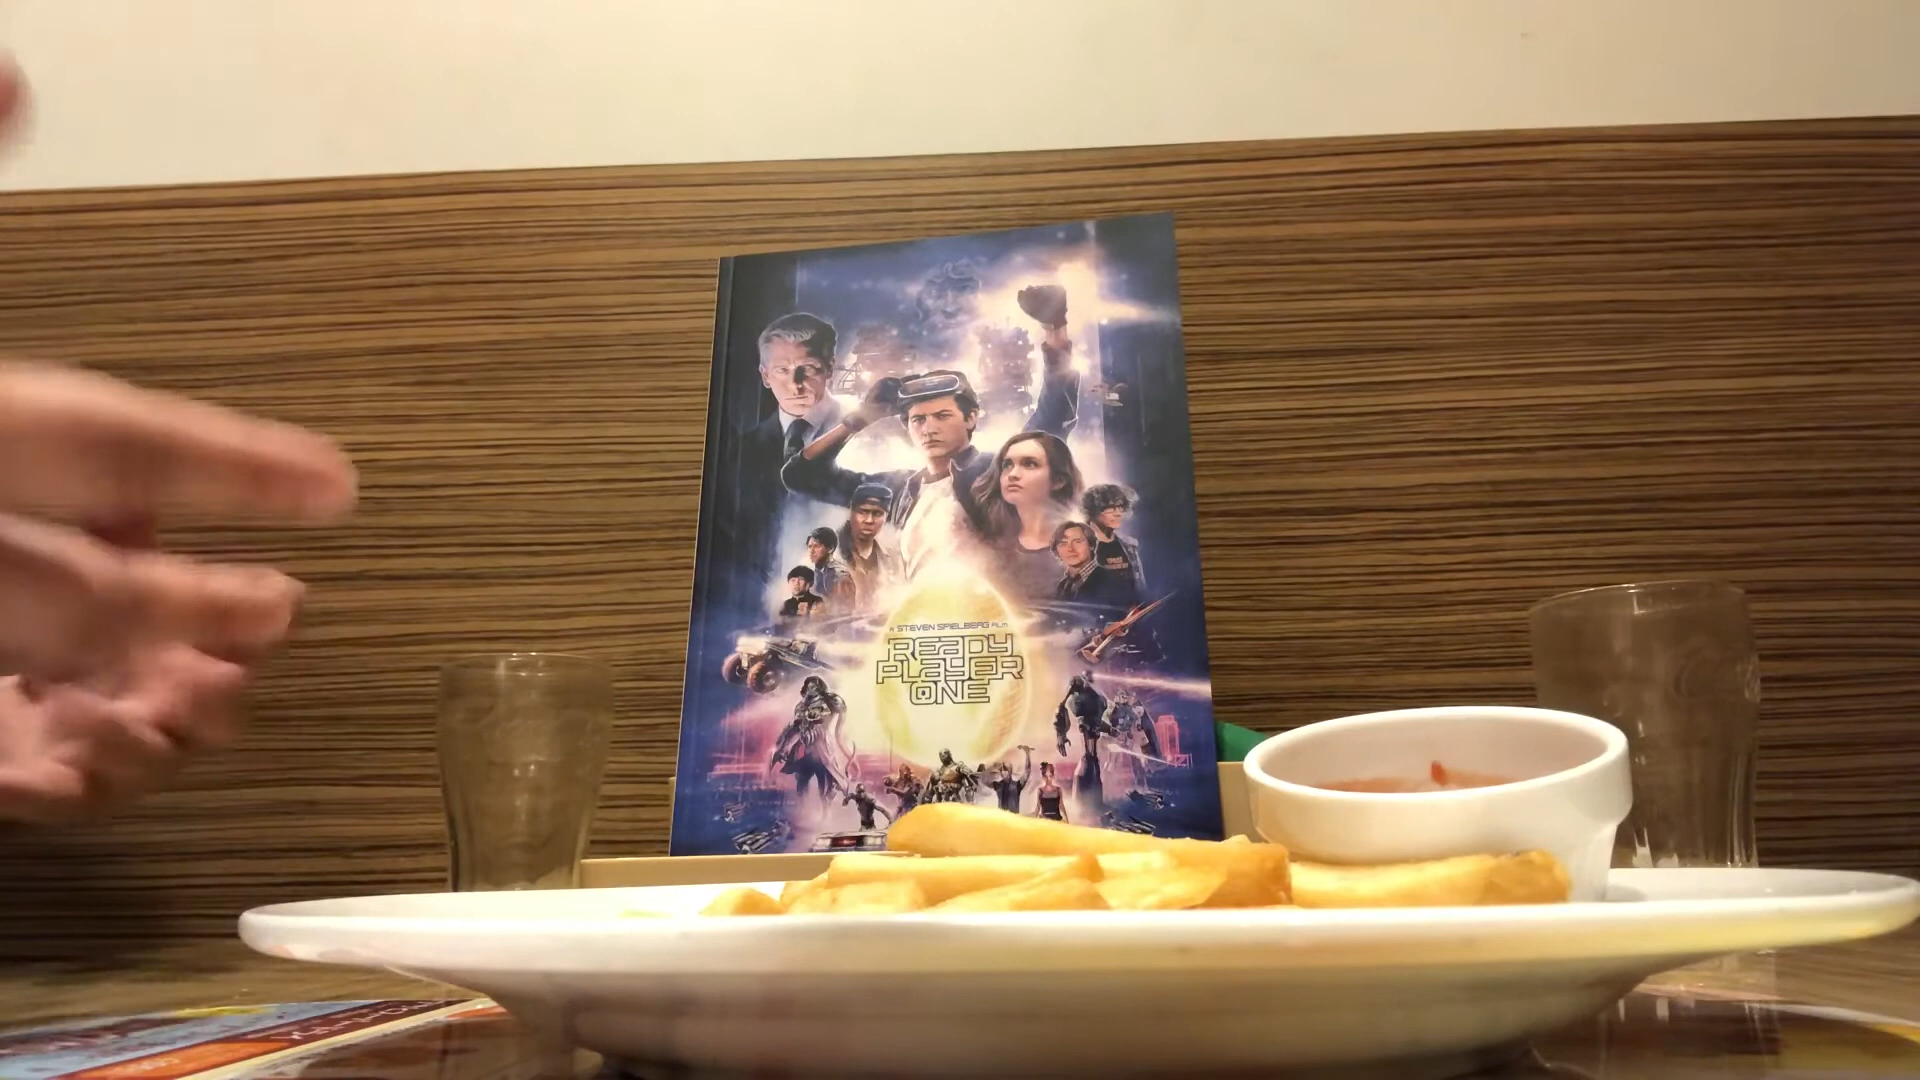 A STEVEN SPIELBERG FILM
READY
PLAYER
ONE